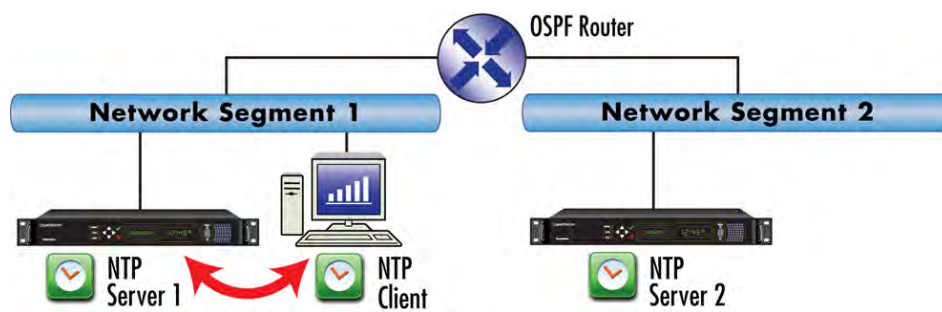 OSPF Router
Network Segment 1
Network Segment 2
NTP
Server 1
NTP
Client
NTP
Server 2